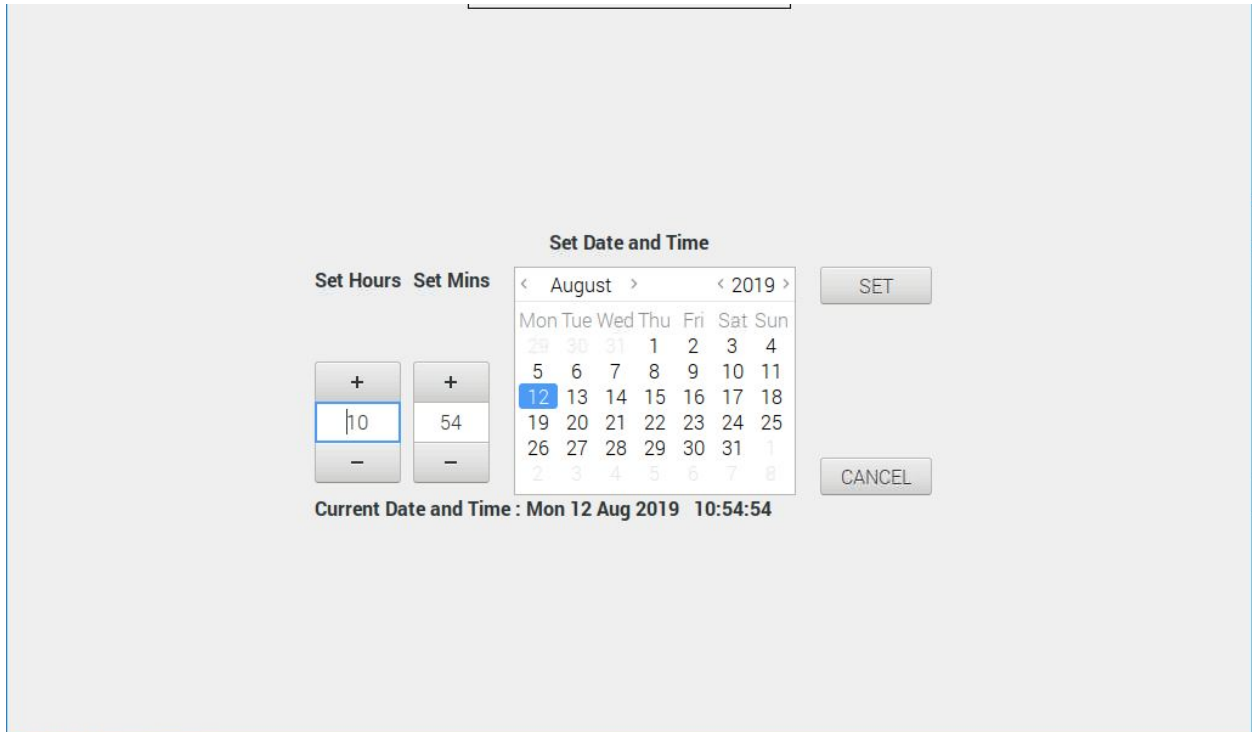 Set Date and Time
Set Hours Set Mins
< August > < 2019 >
SET
Mon Tue Wed Thu Fri Sat Sun
29 30 31 1 2 3 4
5 6 7 8 9 10 11
12 13 14 15 16 17 18
19 20 21 22 23 24 25
26 27 28 29 30 31 1
2 3 4 5 6 7 8
+ +
10 54
− −
CANCEL
Current Date and Time : Mon 12 Aug 2019 10:54:54